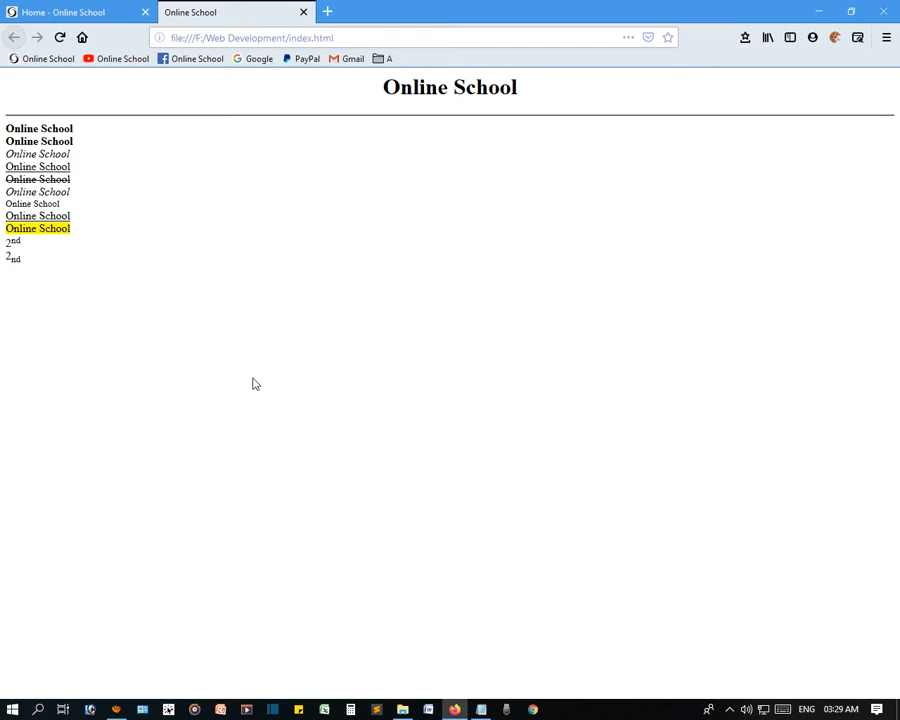 Home - Online School
Online School
file:///F:/Web Development/index.html
Online School
Online School
Online School
Google
PayPal
Gmail
A
Online School
Online School
Online School
Online School
Online School
Online School
Online School
Online School
Online School
Online School
2nd
2nd
ENG
03:29 AM